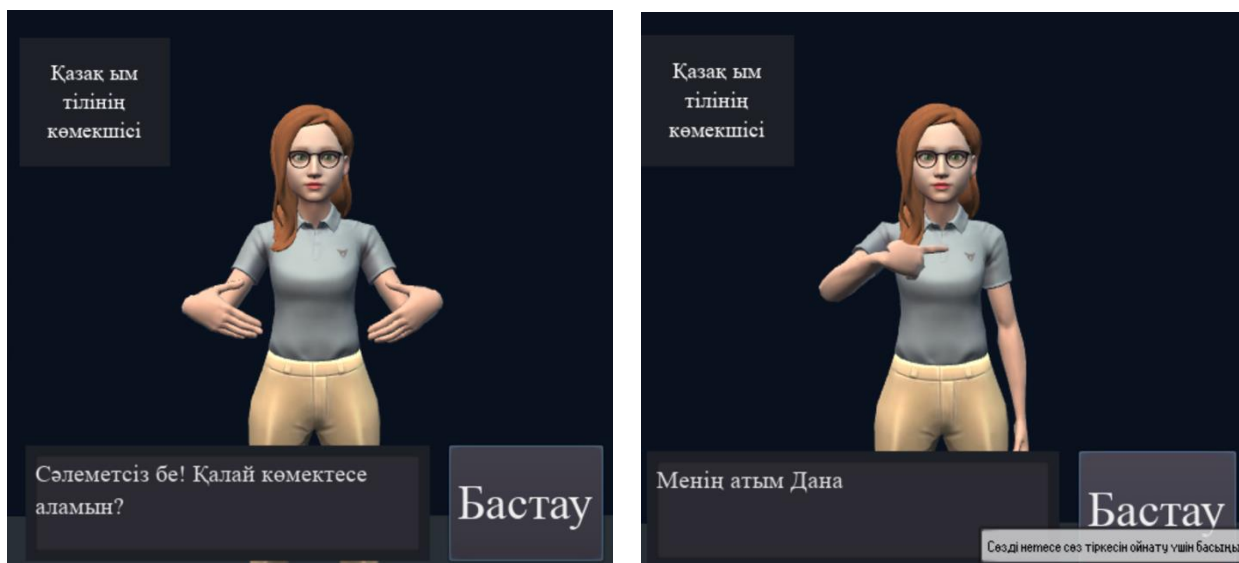 Қазақ ым
тілінің
көмекшісі
Сәлеметсіз бе! Қалай көмектесе
аламын?
Бастау
Қазақ ым
тілінің
көмекшісі
Менің атым Дана
Бастау
Сөзді немесе сөз тіркесін ойнату үшін басыңы